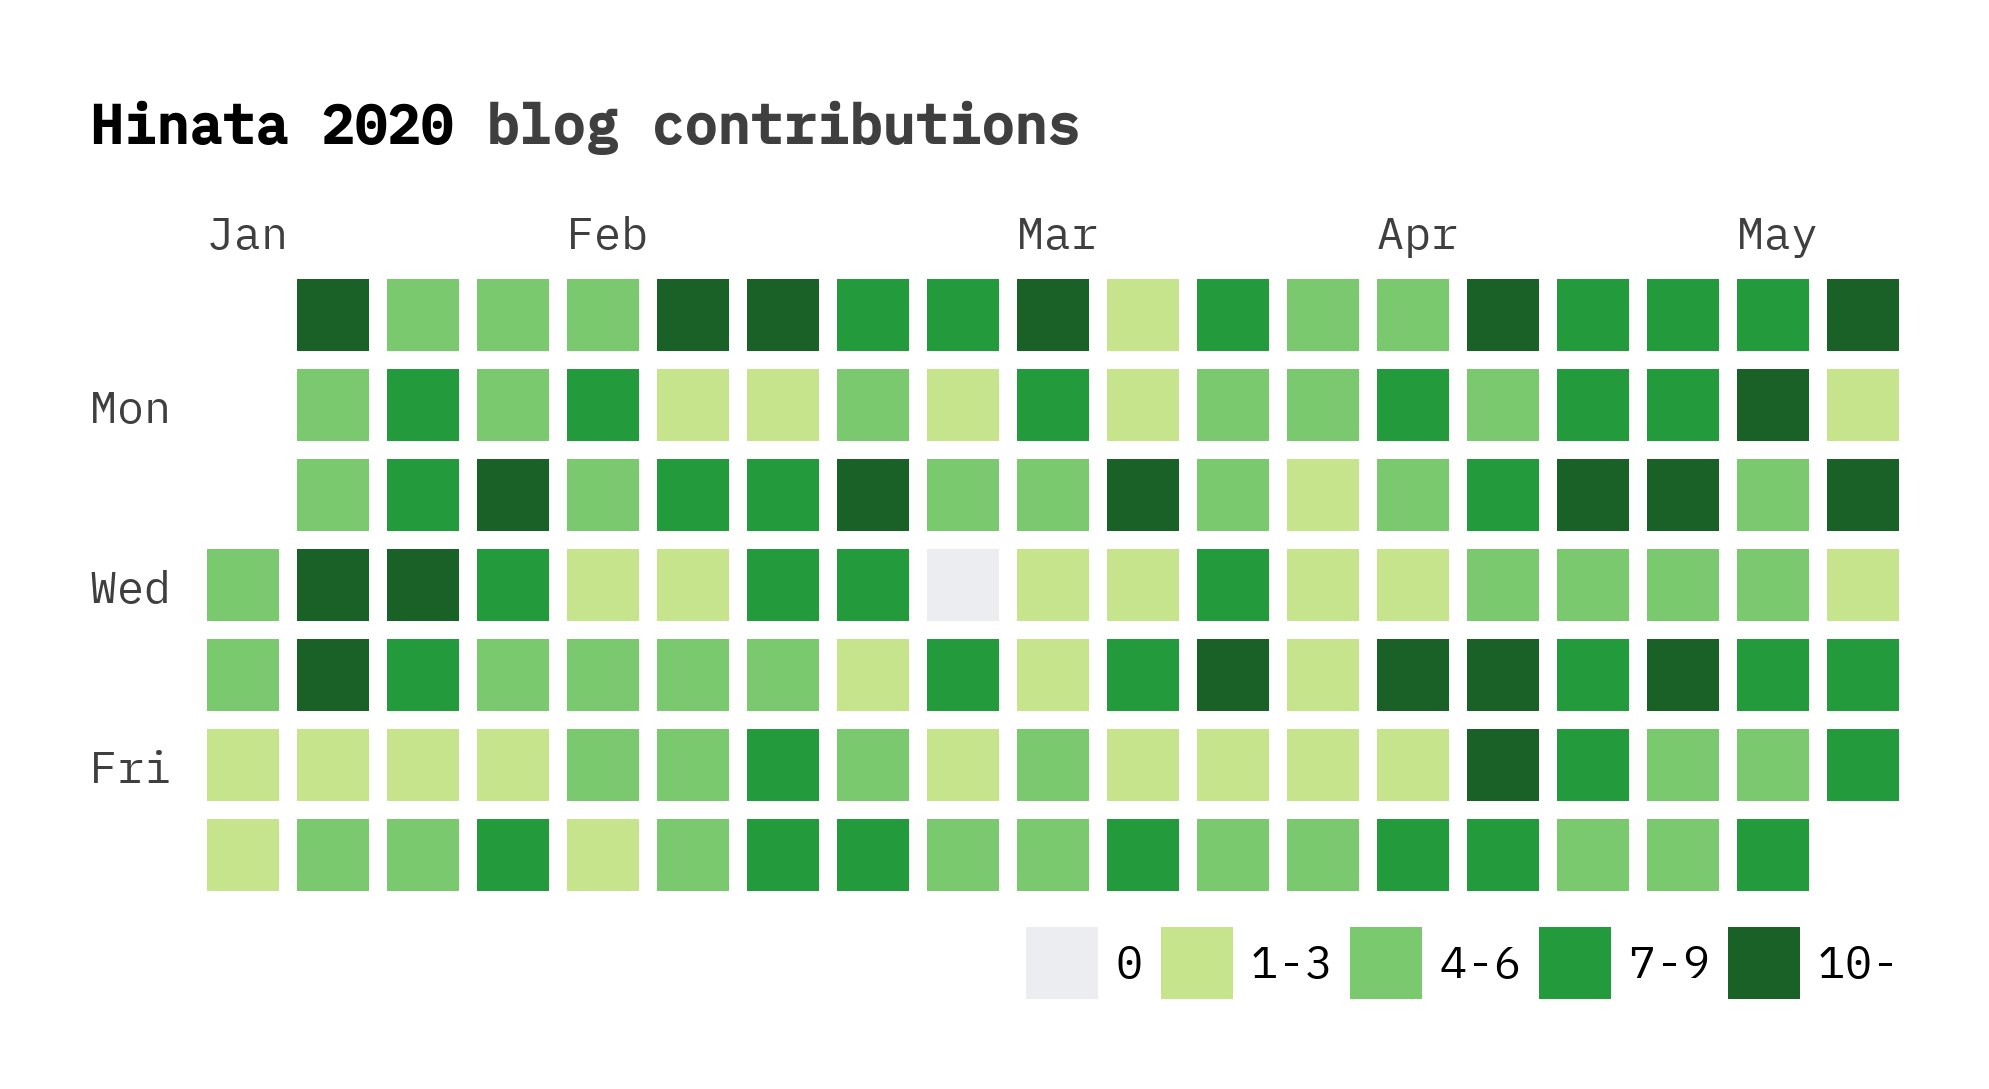 Hinata 2020 blog contributions
Jan Feb Mar Apr May
Mon
Wed
Fri
0 1-3 4-6 7-9 10-